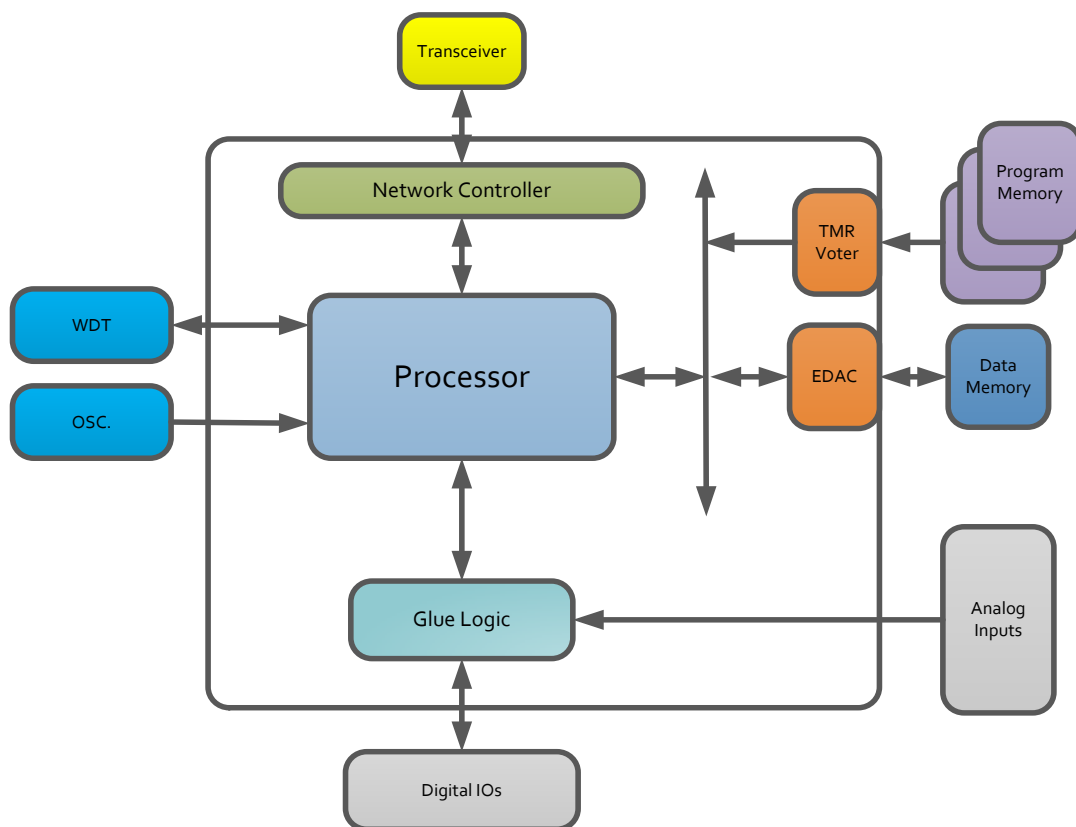 Transceiver
Network Controller
Program
Memory
TMR
Voter
WDT
Processor
EDAC
Data
Memory
OSC.
Glue Logic
Analog
Inputs
Digital IOs